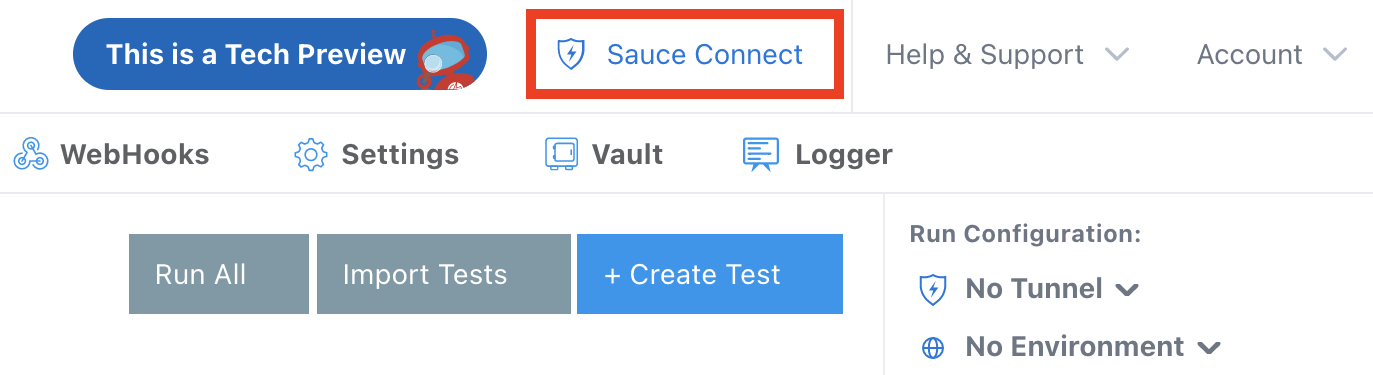 This is a Tech Preview Sauce Connect Help & Support Account
WebHooks Settings Vault Logger
Run All Import Tests + Create Test
Run Configuration:
No Tunnel
No Environment